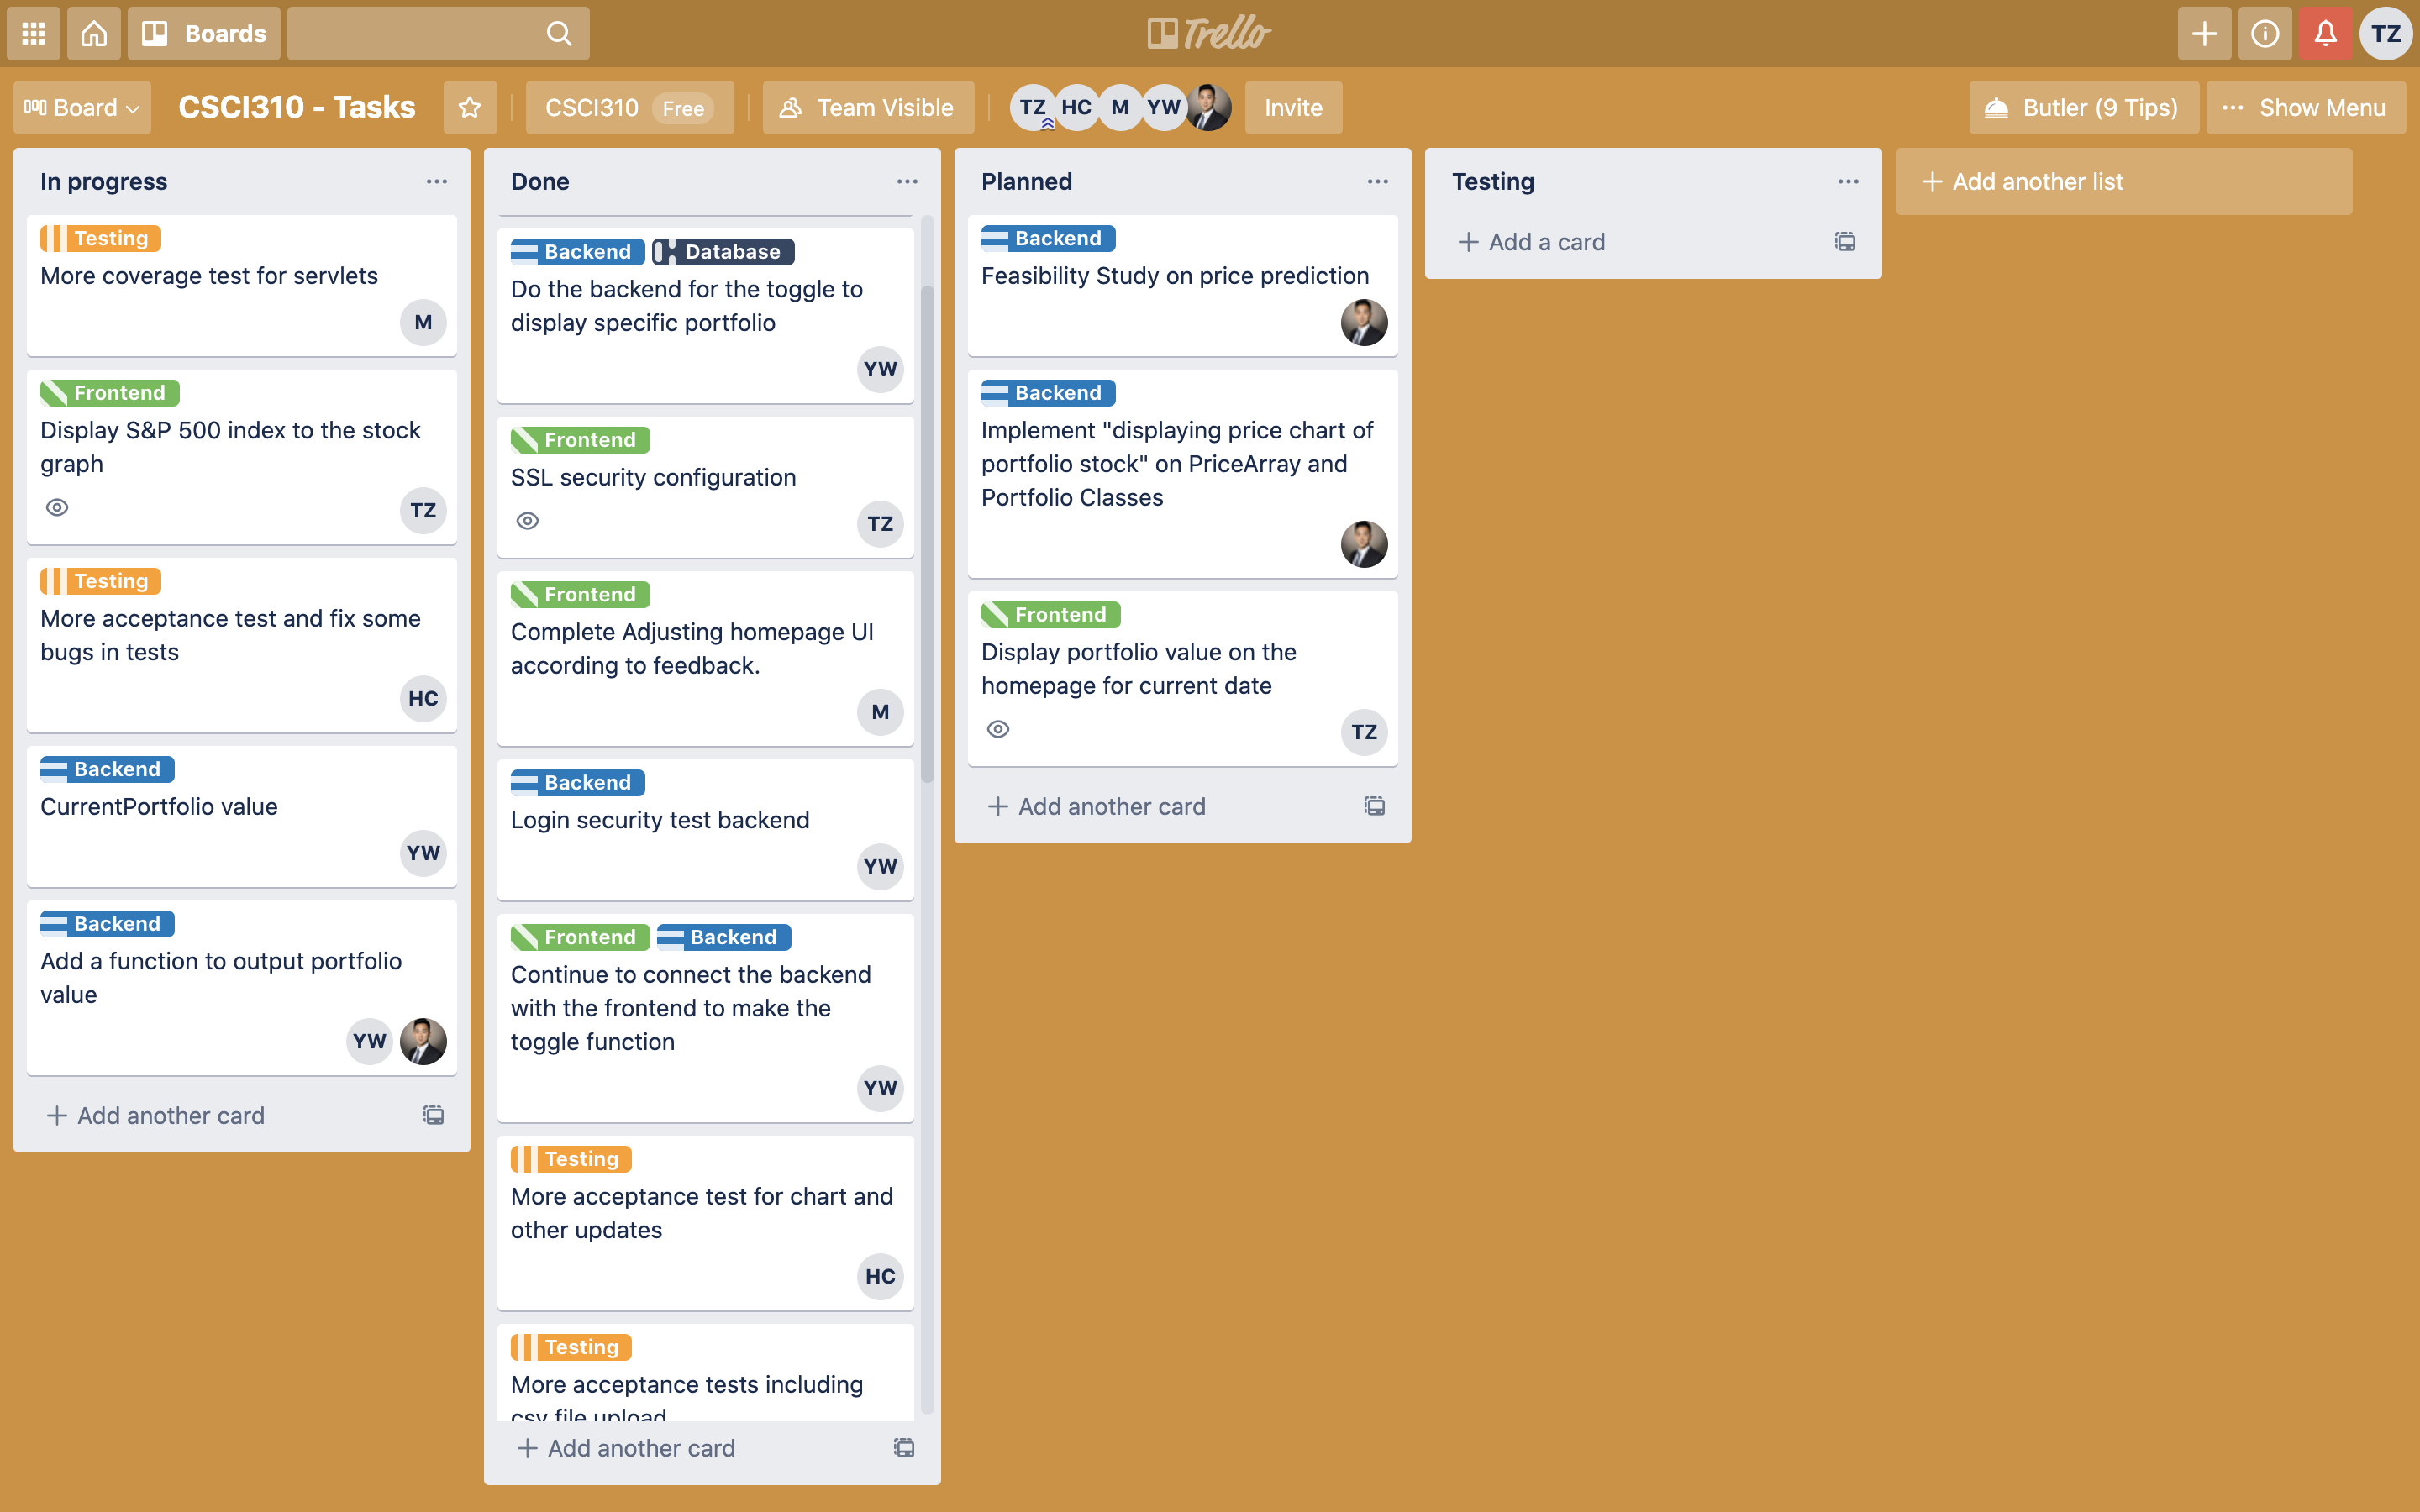 Boards
Trello
TZ
Board
CSCI310 - Tasks
CSCI310 Free
Team Visible
TZ HC M YW
Invite
Butler (9 Tips)
Show Menu
In progress
Testing
More coverage test for servlets
M
Frontend
Display S&P 500 index to the stock
graph
TZ
Testing
More acceptance test and fix some
bugs in tests
HC
Backend
CurrentPortfolio value
YW
Backend
Add a function to output portfolio
value
YW
Add another card
Done
Backend Database
Do the backend for the toggle to
display specific portfolio
YW
Frontend
SSL security configuration
TZ
Frontend
Complete Adjusting homepage UI
according to feedback.
M
Backend
Login security test backend
YW
Frontend Backend
Continue to connect the backend
with the frontend to make the
toggle function
YW
Testing
More acceptance test for chart and
other updates
HC
Testing
More acceptance tests including
csv file upload
Add another card
Planned
Backend
Feasibility Study on price prediction
Backend
Implement "displaying price chart of
portfolio stock" on PriceArray and
Portfolio Classes
Frontend
Display portfolio value on the
homepage for current date
TZ
Add another card
Testing
Add a card
Add another list